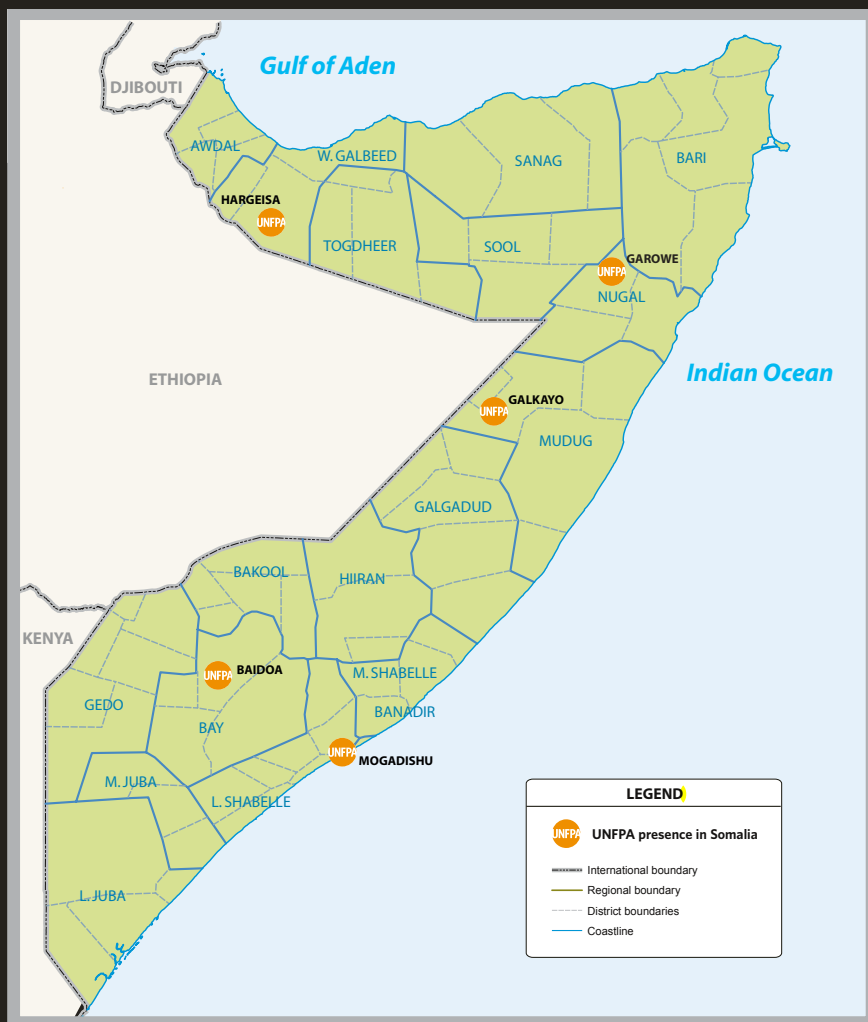 Gulf of Aden
DJIBOUTI
AWDAL
W. GALBEED
SANAG
BARI
HARGEISA
UNFPA
TOGDHEER
SOOL
GAROWE
UNFPA
NUGAL
ETHIOPIA
Indian Ocean
GALKAYO
UNFPA
MUDUG
GALGADUD
BAKOOL
HIIRAN
KENYA
BAIDOA
UNFPA
M. SHABELLE
GEDO
BANADIR
BAY
UNFPA
MOGADISHU
M. JUBA
L. SHABELLE
L. JUBA
LEGEND
UNFPA UNFPA presence in Somalia
International boundary
Regional boundary
District boundaries
Coastline